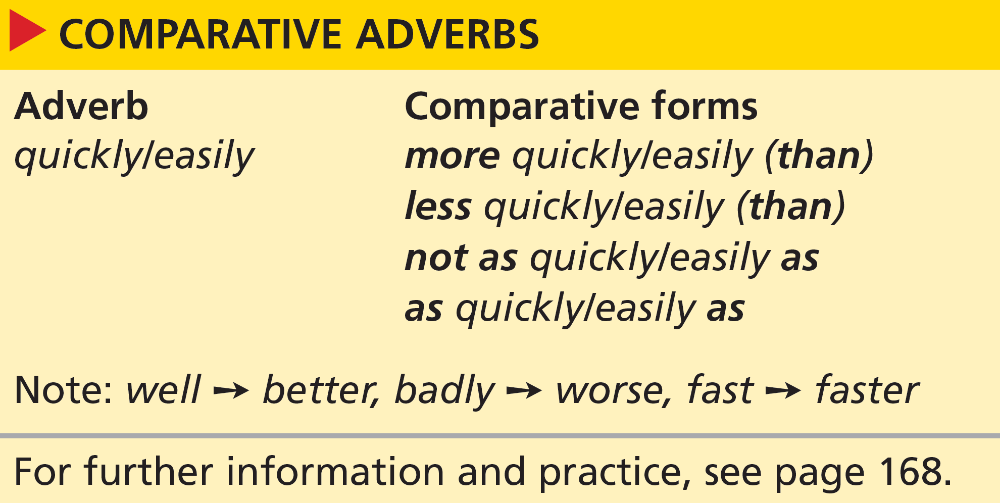 COMPARATIVE ADVERBS
Adverb Comparative forms
quickly/easily more quickly/easily (than)
less quickly/easily (than)
not as quickly/easily as
as quickly/easily as
Note: well → better, badly → worse, fast → faster
For further information and practice, see page 168.